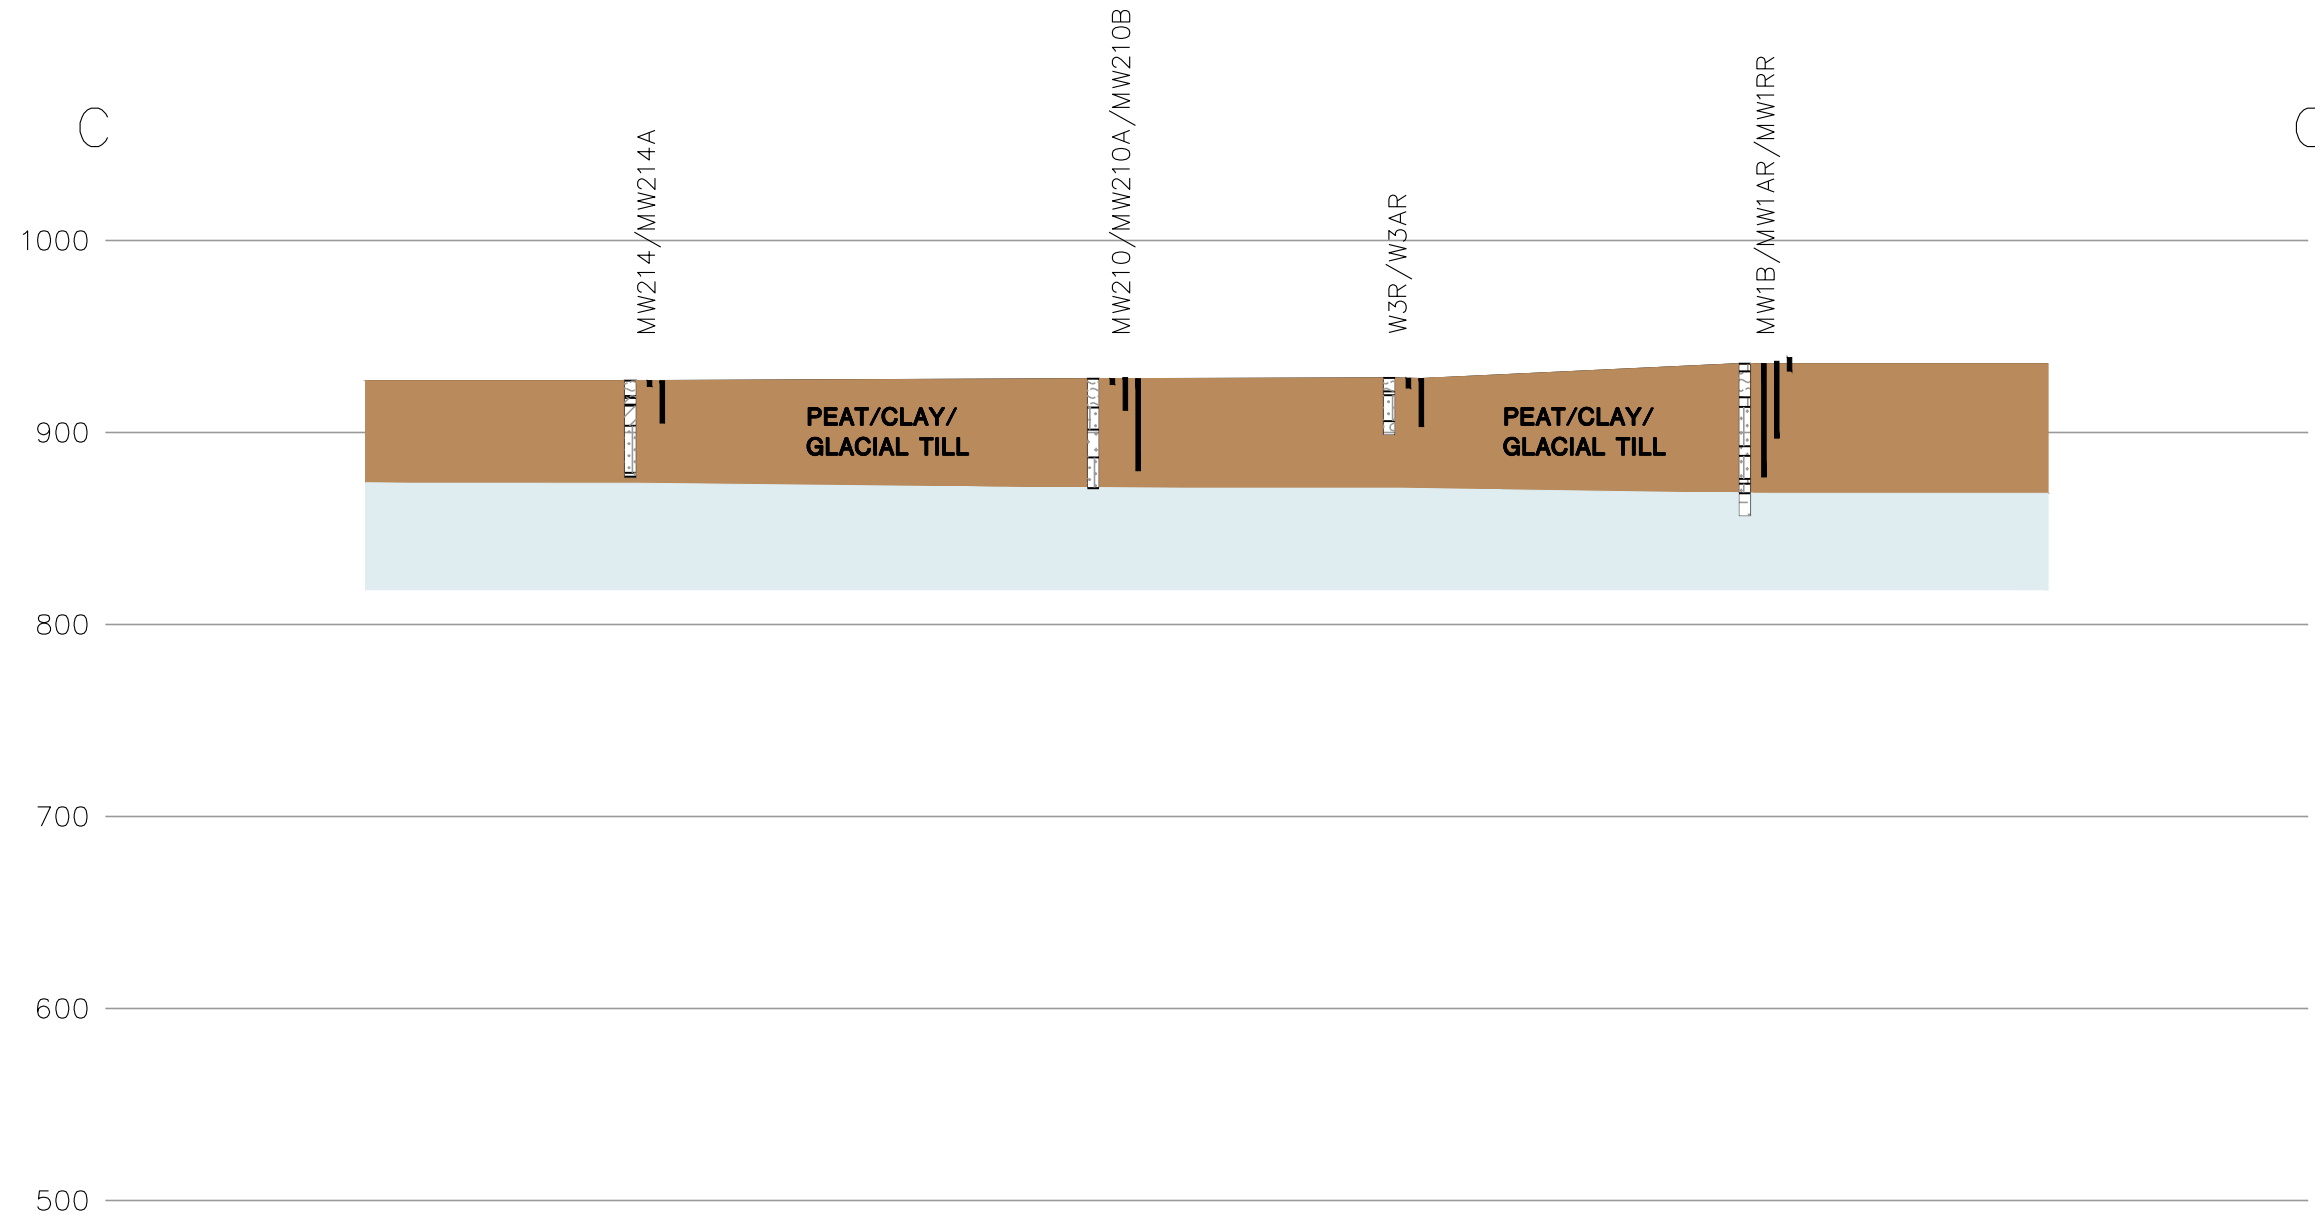 C
C
MW214/MW214A
MW210/MW210A/MW210B
W3R/W3AR
MW1B/MW1AR/MW1RR
1000
900
PEAT/CLAY/
GLACIAL TILL
PEAT/CLAY/
GLACIAL TILL
800
700
600
500